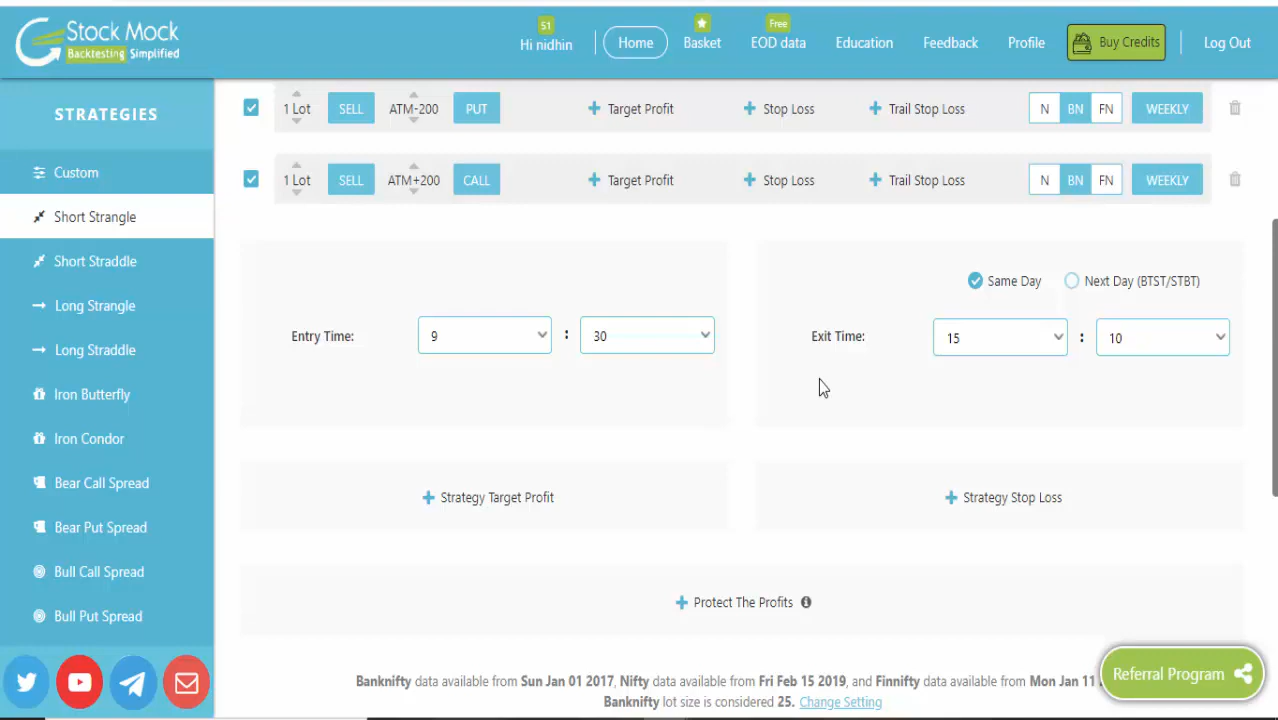 Stock Mock
Backtesting Simplified
51
Hi nidhin
Home
Basket
Free
EOD data
Education
Feedback
Profile
Buy Credits
Log Out
STRATEGIES
Custom
Short Strangle
Short Straddle
Long Strangle
Long Straddle
Iron Butterfly
Iron Condor
Bear Call Spread
Bear Put Spread
Bull Call Spread
Bull Put Spread
1 Lot SELL ATM-200 PUT + Target Profit + Stop Loss + Trail Stop Loss N BN FN WEEKLY
1 Lot SELL ATM+200 CALL + Target Profit + Stop Loss + Trail Stop Loss N BN FN WEEKLY
Same Day Next Day (BTST/STBT)
Entry Time: 9 : 30
Exit Time: 15 : 10
+ Strategy Target Profit
+ Strategy Stop Loss
+ Protect The Profits
Banknifty data available from Sun Jan 01 2017, Nifty data available from Fri Feb 15 2019, and Finnifty data available from Mon Jan 11
Banknifty lot size is considered 25. Change Setting
Referral Program